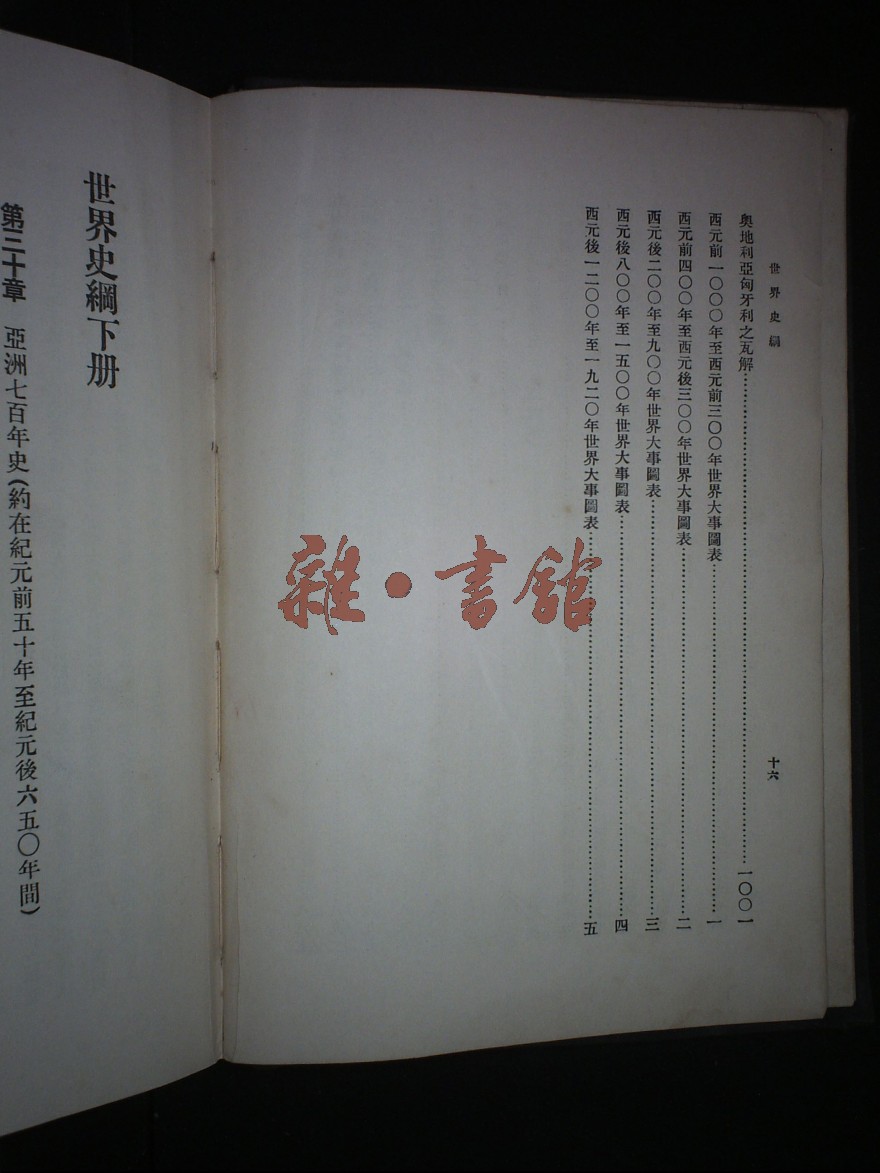 世界史綱
十六
奧地利亞匈牙利之瓦解……一〇〇一
西元前一〇〇〇年至西元前三〇〇年世界大事圖表……一
西元前四〇〇年至西元後三〇〇年世界大事圖表……二
西元後二〇〇年至九〇〇年世界大事圖表……三
西元後八〇〇年至一五〇〇年世界大事圖表……四
西元後一二〇〇年至一九二〇年世界大事圖表……五
雜·書館
世界史綱下册
第三十章 亞洲七百年史(約在紀元前五十年至紀元後六五〇年間)